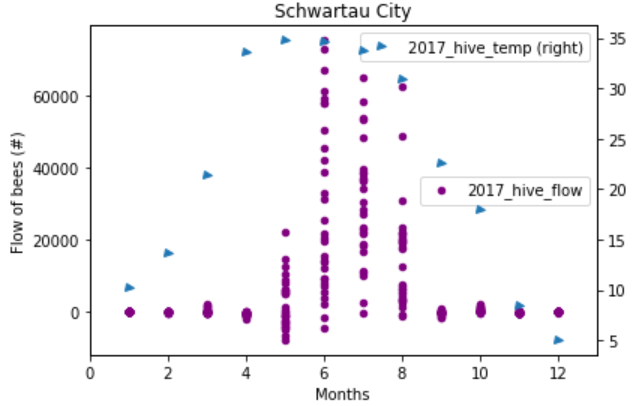 Schwartau City
2017_hive_temp (right)
2017_hive_flow
Flow of bees (#)
60000
40000
20000
0
35
30
25
20
15
10
5
0 2 4 6 8 10 12
Months